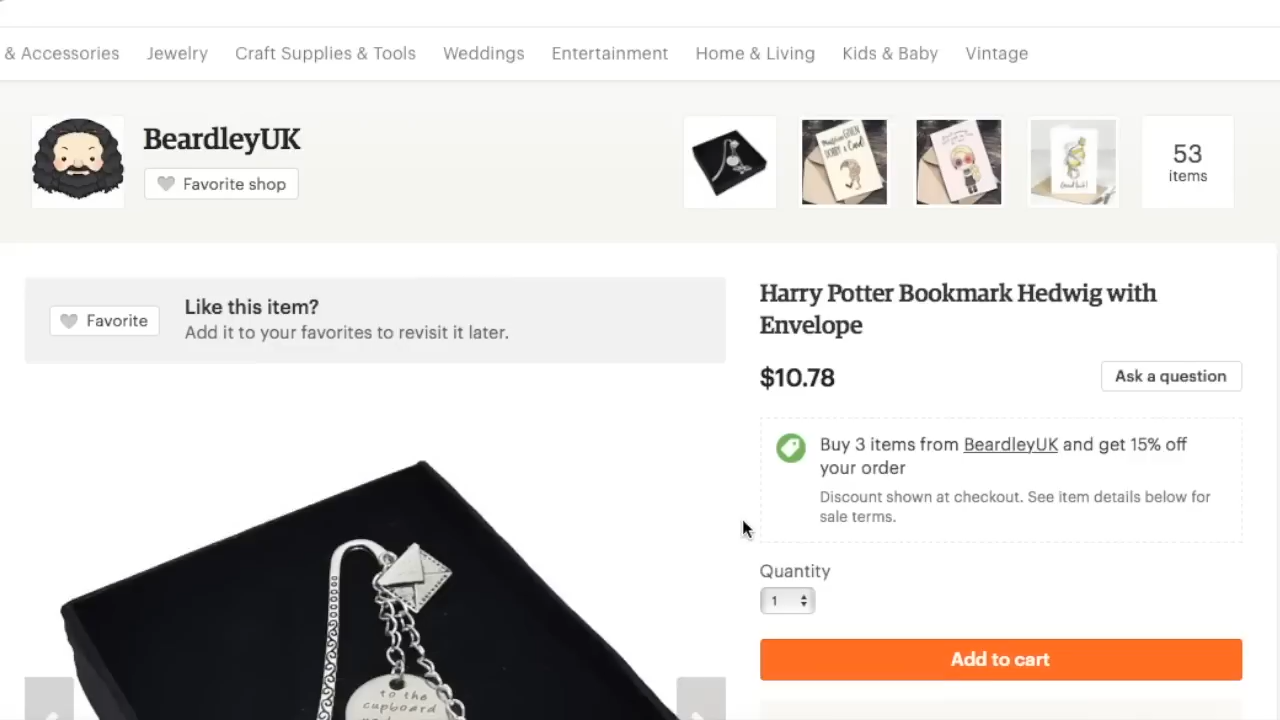 & Accessories Jewelry Craft Supplies & Tools Weddings Entertainment Home & Living Kids & Baby Vintage
BeardleyUK
Favorite shop
53
items
Favorite
Like this item?
Add it to your favorites to revisit it later.
Harry Potter Bookmark Hedwig with
Envelope
$10.78
Ask a question
Buy 3 items from BeardleyUK and get 15% off
your order
Discount shown at checkout. See item details below for
sale terms.
Quantity
1
Add to cart
to the
cupboard